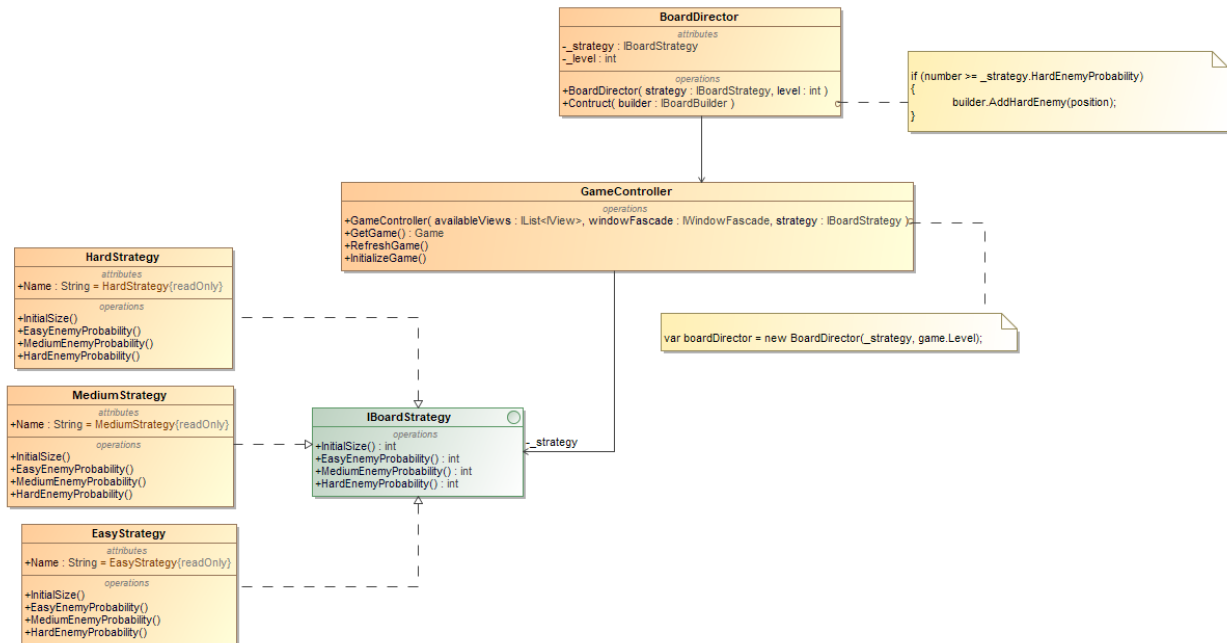 BoardDirector
attributes
-_strategy : IBoardStrategy
-_level : int
operations
+BoardDirector( strategy : IBoardStrategy, level : int )
+Contruct( builder : IBoardBuilder )
if (number >= _strategy.HardEnemyProbability)
{
builder.AddHardEnemy(position);
}
GameController
operations
+GameController( availableViews : IList<IView>, windowFascade : IWindowFascade, strategy : IBoardStrategy )
+GetGame() : Game
+RefreshGame()
+InitializeGame()
var boardDirector = new BoardDirector(_strategy, game.Level);
HardStrategy
attributes
+Name : String = HardStrategy{readOnly}
operations
+InitialSize()
+EasyEnemyProbability()
+MediumEnemyProbability()
+HardEnemyProbability()
MediumStrategy
attributes
+Name : String = MediumStrategy{readOnly}
operations
+InitialSize()
+EasyEnemyProbability()
+MediumEnemyProbability()
+HardEnemyProbability()
IBoardStrategy
operations
+InitialSize() : int
+EasyEnemyProbability() : int
+MediumEnemyProbability() : int
+HardEnemyProbability() : int
-_strategy
EasyStrategy
attributes
+Name : String = EasyStrategy{readOnly}
operations
+InitialSize()
+EasyEnemyProbability()
+MediumEnemyProbability()
+HardEnemyProbability()